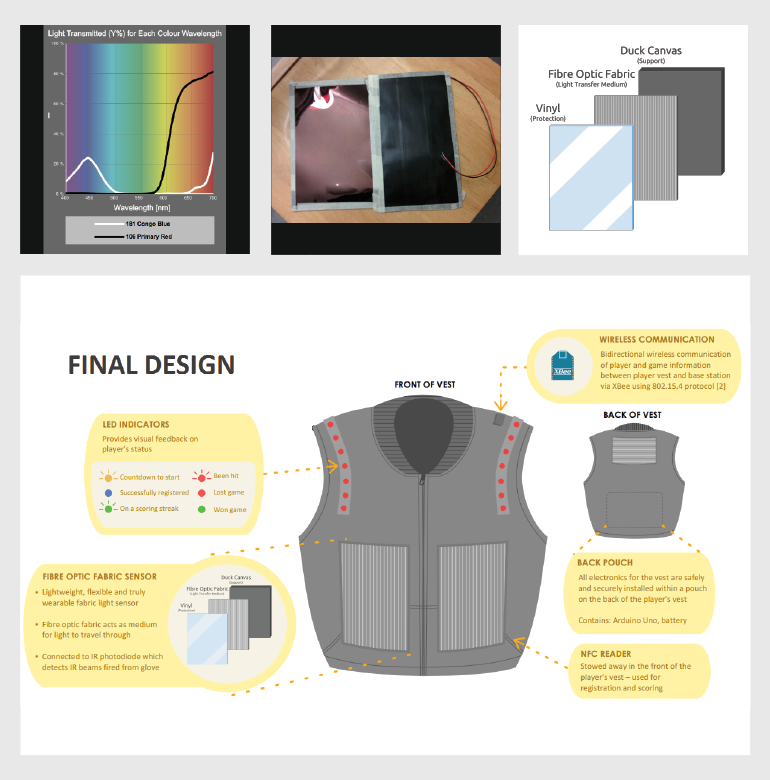 Light Transmitted (Y%) for Each Colour Wavelength
100 %
80 %
60 %
40 %
20 %
0 %
400 450 500 550 600 650 700
Wavelength [nm]
181 Congo Blue
106 Primary Red
Duck Canvas
(Support)
Fibre Optic Fabric
(Light Transfer Medium)
Vinyl
(Protection)
FINAL DESIGN
FRONT OF VEST
WIRELESS COMMUNICATION
Bidirectional wireless communication
of player and game information
between player vest and base station
via XBee using 802.15.4 protocol [2]
XBee
BACK OF VEST
LED INDICATORS
Provides visual feedback on
player's status
Countdown to start
Been hit
Successfully registered
Lost game
On a scoring streak
Won game
FIBRE OPTIC FABRIC SENSOR
• Lightweight, flexible and truly
wearable fabric light sensor
• Fibre optic fabric acts as medium
for light to travel through
• Connected to IR photodiode which
detects IR beams fired from glove
Duck Canvas
(Support)
Fibre Optic Fabric
(Light Transfer Medium)
Vinyl
(Protection)
BACK POUCH
All electronics for the vest are safely
and securely installed within a pouch
on the back of the player's vest
Contains: Arduino Uno, battery
NFC READER
Stowed away in the front of the
player's vest – used for
registration and scoring